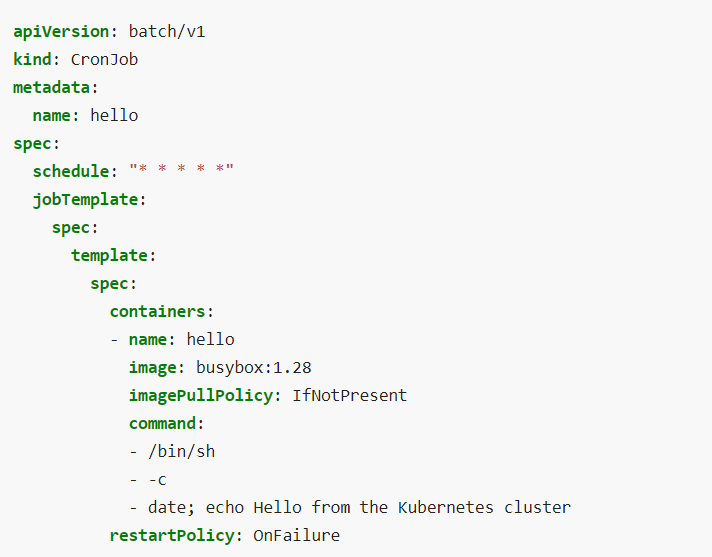 apiVersion: batch/v1
kind: CronJob
metadata:
  name: hello
spec:
  schedule: "* * * * *"
  jobTemplate:
    spec:
      template:
        spec:
          containers:
          - name: hello
            image: busybox:1.28
            imagePullPolicy: IfNotPresent
            command:
            - /bin/sh
            - -c
            - date; echo Hello from the Kubernetes cluster
          restartPolicy: OnFailure